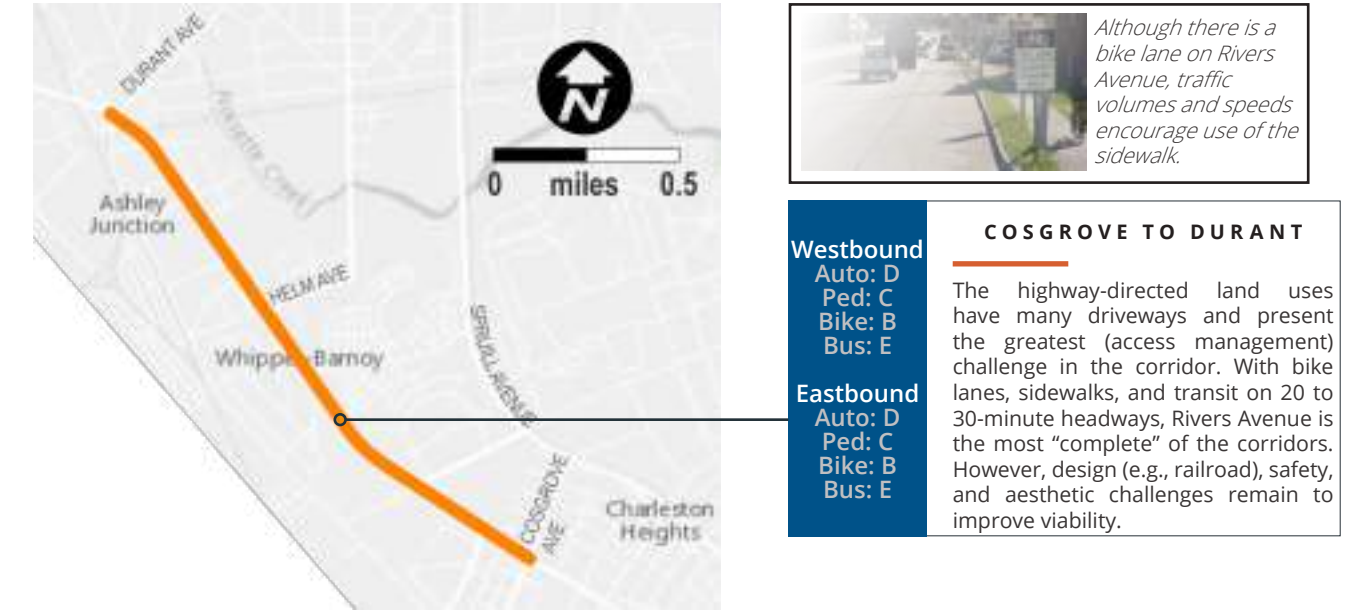 DURANT AVE
Noisette Creek
N
0 miles 0.5
Ashley
Junction
HELM AVE
Whipper-Barnoy
SPRUILL AVENUE
COSGROVE
AVE
Charleston
Heights
Although there is a
bike lane on Rivers
Avenue, traffic
volumes and speeds
encourage use of the
sidewalk.
Westbound
Auto: D
Ped: C
Bike: B
Bus: E
Eastbound
Auto: D
Ped: C
Bike: B
Bus: E
COSGROVE TO DURANT
The highway-directed land uses
have many driveways and present
the greatest (access management)
challenge in the corridor. With bike
lanes, sidewalks, and transit on 20 to
30-minute headways, Rivers Avenue is
the most “complete” of the corridors.
However, design (e.g., railroad), safety,
and aesthetic challenges remain to
improve viability.